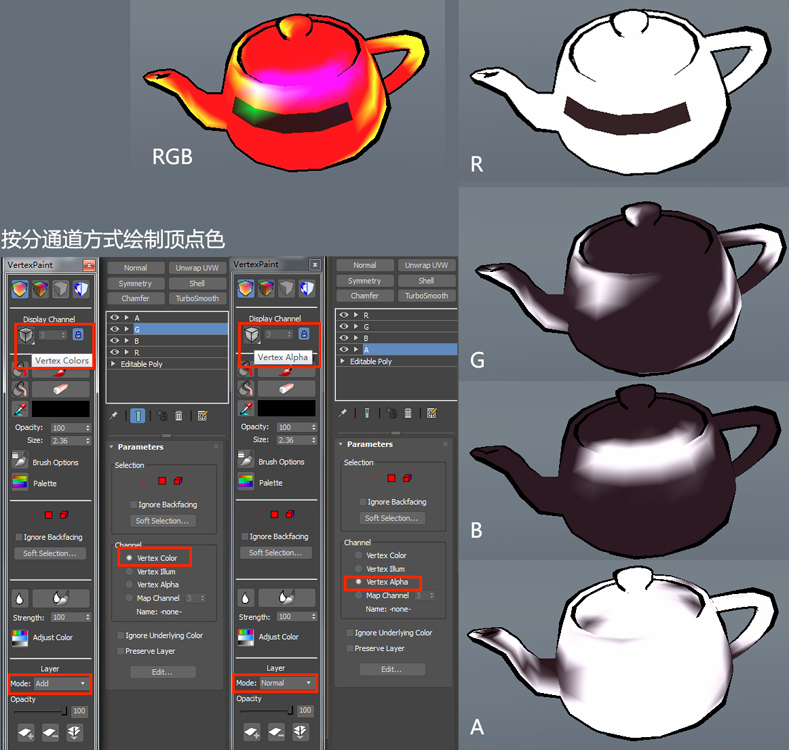 RGB
R
按分通道方式绘制顶点色
VertexPaint
Display Channel
3
Vertex Colors
Opacity: 100
Size: 2.36
Brush Options
Palette
Ignore Backfacing
Soft Selection...
Strength: 100
Adjust Color
Layer
Mode: Add
Opacity
100
Normal
Unwrap UVW
Symmetry
Shell
Chamfer
TurboSmooth
A
G
B
R
Editable Poly
Parameters
Selection
Ignore Backfacing
Soft Selection...
Channel
Vertex Color
Vertex Illum
Vertex Alpha
Map Channel 3
Name: -none-
Ignore Underlying Color
Preserve Layer
Edit...
VertexPaint
Display Channel
3
Vertex Alpha
Opacity: 100
Size: 2.36
Brush Options
Palette
Ignore Backfacing
Soft Selection...
Strength: 100
Adjust Color
Layer
Mode: Normal
Opacity
100
Normal
Unwrap UVW
Symmetry
Shell
Chamfer
TurboSmooth
R
G
B
A
Editable Poly
Parameters
Selection
Ignore Backfacing
Soft Selection...
Channel
Vertex Color
Vertex Illum
Vertex Alpha
Map Channel 3
Name: -none-
Ignore Underlying Color
Preserve Layer
Edit...
G
B
A